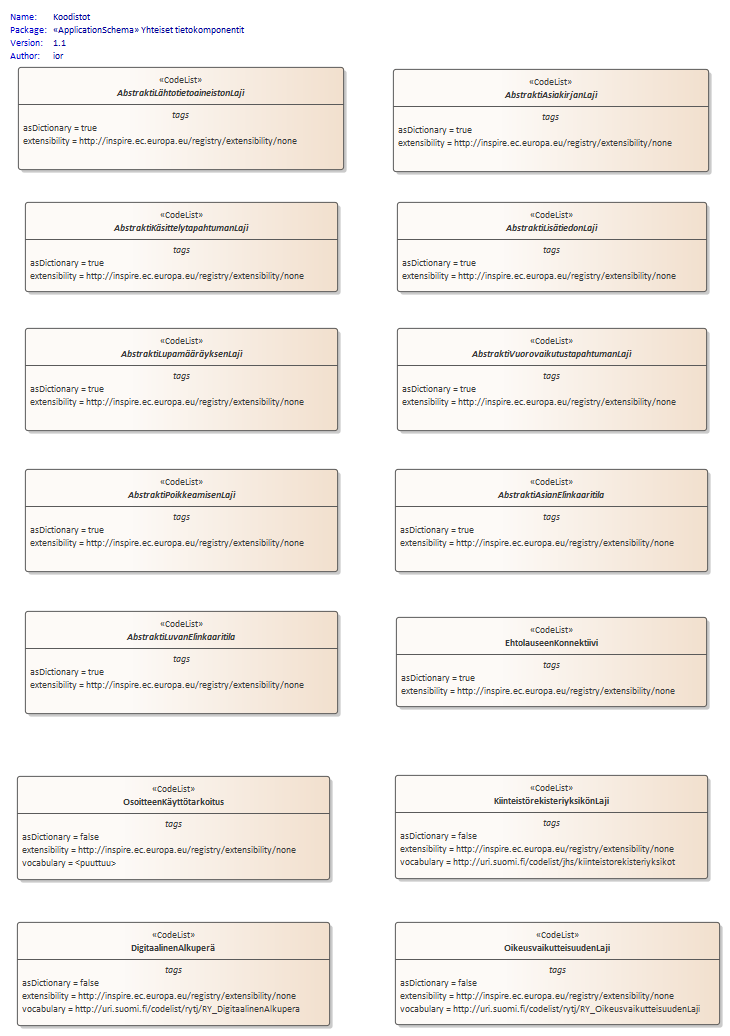 Name: Koodistot
Package: «ApplicationSchema» Yhteiset tietokomponentit
Version: 1.1
Author: ior
«CodeList»
AbstraktiLähtotietoaineistonLaji
tags
asDictionary = true
extensibility = http://inspire.ec.europa.eu/registry/extensibility/none
«CodeList»
AbstraktiAsiakirjanLaji
tags
asDictionary = true
extensibility = http://inspire.ec.europa.eu/registry/extensibility/none
«CodeList»
AbstraktiKäsittelytapahtumanLaji
tags
asDictionary = true
extensibility = http://inspire.ec.europa.eu/registry/extensibility/none
«CodeList»
AbstraktiLisätiedonLaji
tags
asDictionary = true
extensibility = http://inspire.ec.europa.eu/registry/extensibility/none
«CodeList»
AbstraktiLupamääräyksenLaji
tags
asDictionary = true
extensibility = http://inspire.ec.europa.eu/registry/extensibility/none
«CodeList»
AbstraktiVuorovaikutustapahtumanLaji
tags
asDictionary = true
extensibility = http://inspire.ec.europa.eu/registry/extensibility/none
«CodeList»
AbstraktiPoikkeamisenLaji
tags
asDictionary = true
extensibility = http://inspire.ec.europa.eu/registry/extensibility/none
«CodeList»
AbstraktiAsianElinkaaritila
tags
asDictionary = true
extensibility = http://inspire.ec.europa.eu/registry/extensibility/none
«CodeList»
AbstraktiLuvanElinkaaritila
tags
asDictionary = true
extensibility = http://inspire.ec.europa.eu/registry/extensibility/none
«CodeList»
EhtolauseenKonnektiivi
tags
asDictionary = true
extensibility = http://inspire.ec.europa.eu/registry/extensibility/none
«CodeList»
OsoitteenKäyttötarkoitus
tags
asDictionary = false
extensibility = http://inspire.ec.europa.eu/registry/extensibility/none
vocabulary = <puuttuu>
«CodeList»
KiinteistörekisteriyksikönLaji
tags
asDictionary = false
extensibility = http://inspire.ec.europa.eu/registry/extensibility/none
vocabulary = http://uri.suomi.fi/codelist/jhs/kiinteistorekisteriyksikot
«CodeList»
DigitaalinenAlkuperä
tags
asDictionary = false
extensibility = http://inspire.ec.europa.eu/registry/extensibility/none
vocabulary = http://uri.suomi.fi/codelist/rytj/RY_DigitaalinenAlkupera
«CodeList»
OikeusvaikutteisuudenLaji
tags
asDictionary = false
extensibility = http://inspire.ec.europa.eu/registry/extensibility/none
vocabulary = http://uri.suomi.fi/codelist/rytj/RY_OikeusvaikutteisuudenLaji